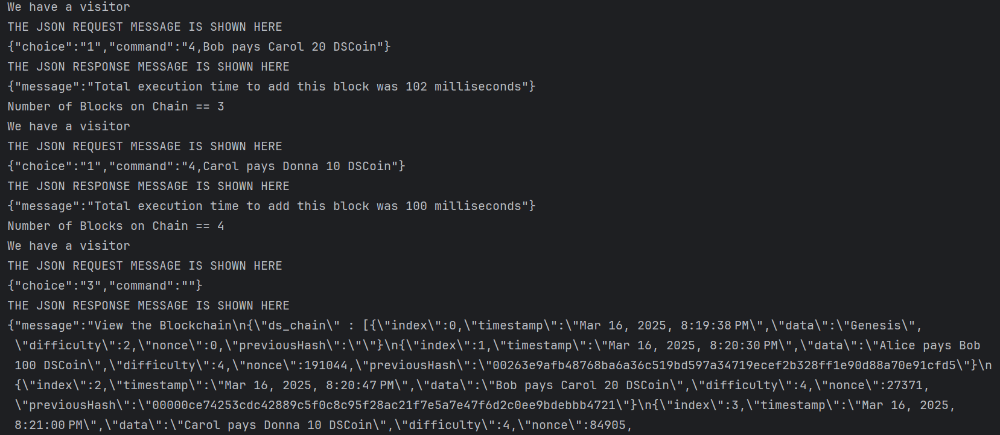 We have a visitor
THE JSON REQUEST MESSAGE IS SHOWN HERE
{"choice":"1","command":"4,Bob pays Carol 20 DSCoin"}
THE JSON RESPONSE MESSAGE IS SHOWN HERE
{"message":"Total execution time to add this block was 102 milliseconds"}
Number of Blocks on Chain == 3
We have a visitor
THE JSON REQUEST MESSAGE IS SHOWN HERE
{"choice":"1","command":"4,Carol pays Donna 10 DSCoin"}
THE JSON RESPONSE MESSAGE IS SHOWN HERE
{"message":"Total execution time to add this block was 100 milliseconds"}
Number of Blocks on Chain == 4
We have a visitor
THE JSON REQUEST MESSAGE IS SHOWN HERE
{"choice":"3","command":""}
THE JSON RESPONSE MESSAGE IS SHOWN HERE
{"message":"View the Blockchain\n{\"ds_chain\" : [{\"index\":0,\"timestamp\":\"Mar 16, 2025, 8:19:38 PM\",\"data\":\"Genesis\",
\"difficulty\":2,\"nonce\":0,\"previousHash\":\"\"}\n{\"index\":1,\"timestamp\":\"Mar 16, 2025, 8:20:30 PM\",\"data\":\"Alice pays Bob
100 DSCoin\",\"difficulty\":4,\"nonce\":191044,\"previousHash\":\"00263e9afb48768ba6a36c519bd597a34719ecef2b328ff1e90d88a70e91cfd5\"}\n
{\"index\":2,\"timestamp\":\"Mar 16, 2025, 8:20:47 PM\",\"data\":\"Bob pays Carol 20 DSCoin\",\"difficulty\":4,\"nonce\":27371,
\"previousHash\":\"00000ce74253cdc42889c5f0c8c95f28ac21f7e5a7e47f6d2c0ee9bdebbb4721\"}\n{\"index\":3,\"timestamp\":\"Mar 16, 2025,
8:21:00 PM\",\"data\":\"Carol pays Donna 10 DSCoin\",\"difficulty\":4,\"nonce\":84905,